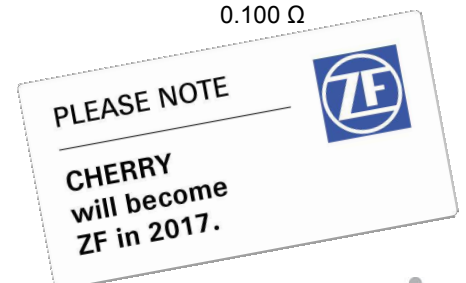 0.100 Ω
PLEASE NOTE
ZF
CHERRY
will become
ZF in 2017.